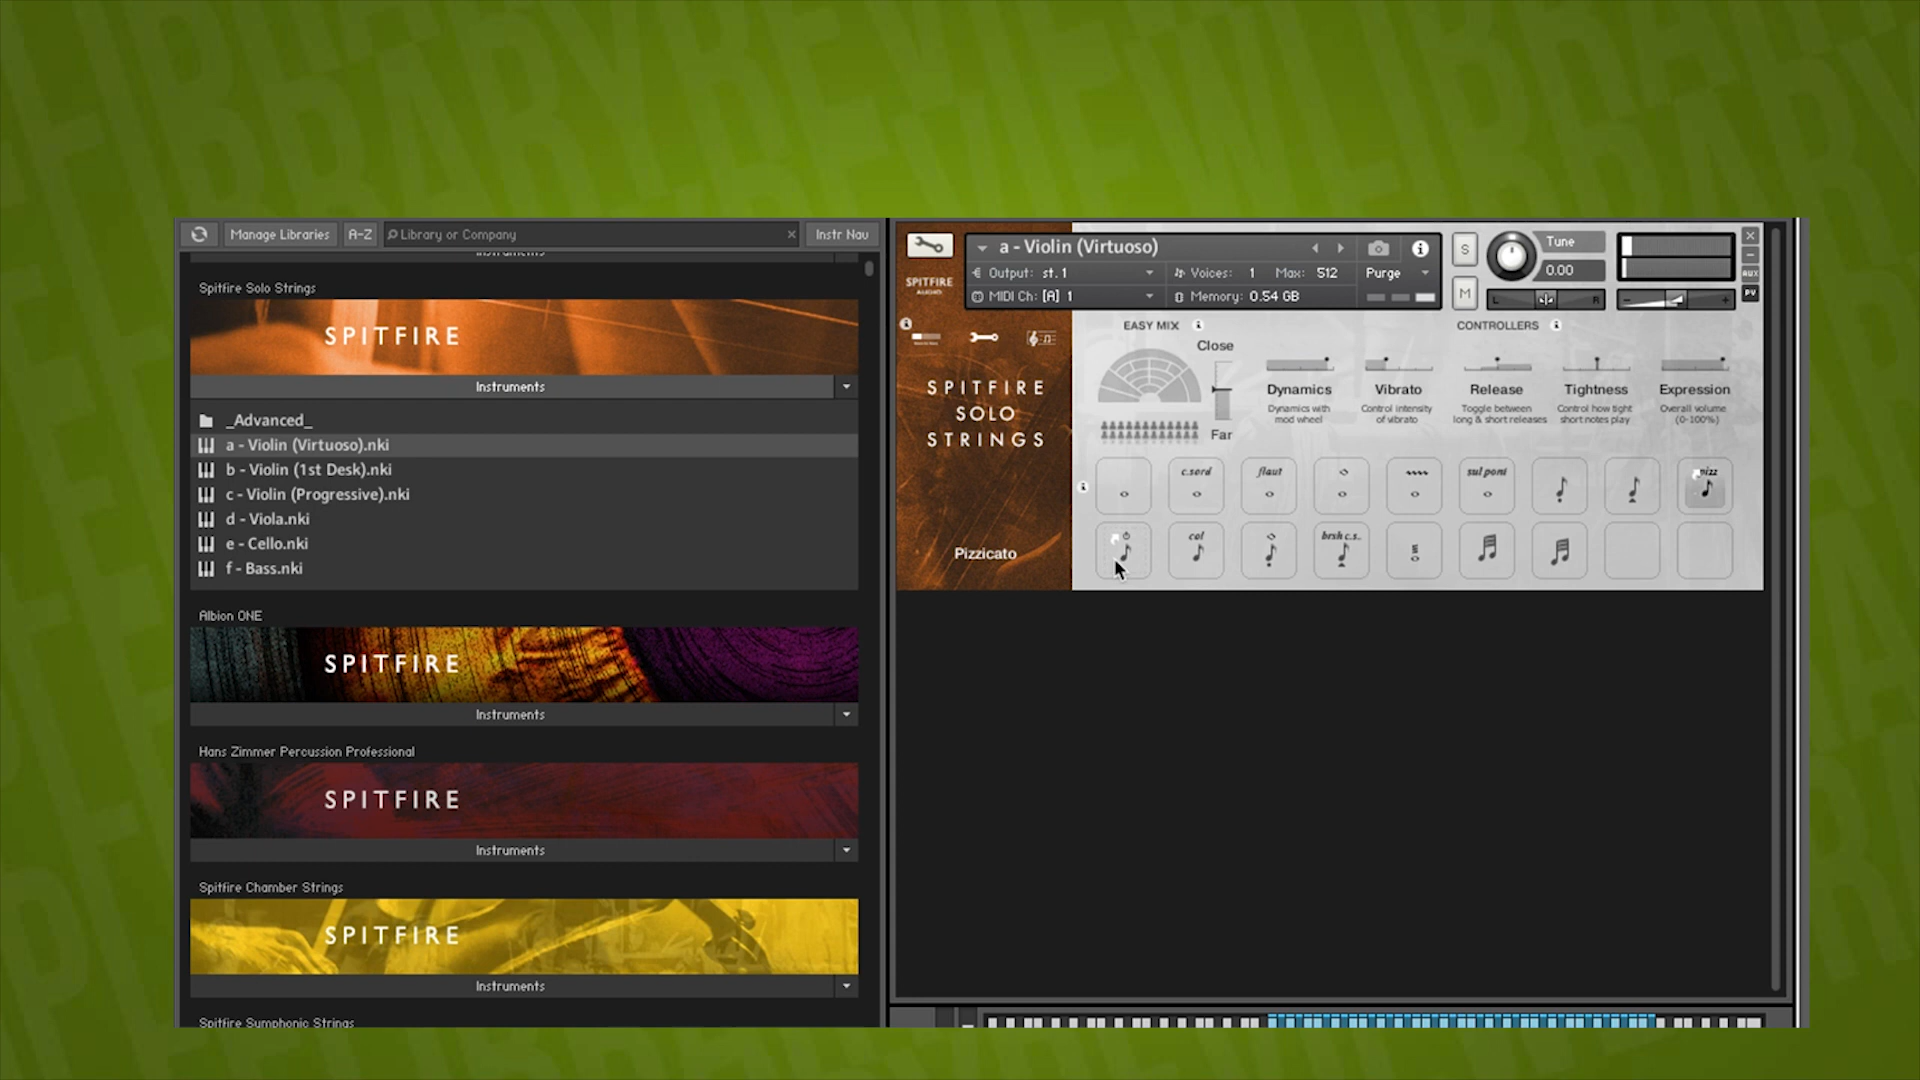 Manage Libraries
A-Z
Library or Company
Instr Nav
Spitfire Solo Strings
SPITFIRE
Instruments
_Advanced_
a - Violin (Virtuoso).nki
b - Violin (1st Desk).nki
c - Violin (Progressive).nki
d - Viola.nki
e - Cello.nki
f - Bass.nki
Albion ONE
SPITFIRE
Instruments
Hans Zimmer Percussion Professional
SPITFIRE
Instruments
Spitfire Chamber Strings
SPITFIRE
Instruments
Spitfire Symphonic Strings
SPITFIRE
AUDIO
a - Violin (Virtuoso)
Output: st.1
Voices: 1 Max: 512
Purge
MIDI Ch: [A] 1
Memory: 0.54 GB
S
M
Tune
0.00
L
R
AUX
PV
EASY MIX
CONTROLLERS
Close
Far
Dynamics
Dynamics with
mod wheel
Vibrato
Control intensity
of vibrato
Release
Toggle between
long & short releases
Tightness
Control how tight
short notes play
Expression
Overall volume
(0-100%)
SPITFIRE
SOLO
STRINGS
Pizzicato
c.sord
flaut
sul pont
pizz
col
brsh c.s..